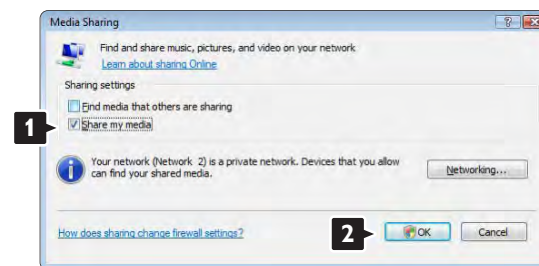 Media Sharing
Find and share music, pictures, and video on your network
Learn about sharing Online
Sharing settings
Find media that others are sharing
1
Share my media
Your network (Network 2) is a private network. Devices that you allow
can find your shared media.
Networking...
How does sharing change firewall settings?
2
OK
Cancel